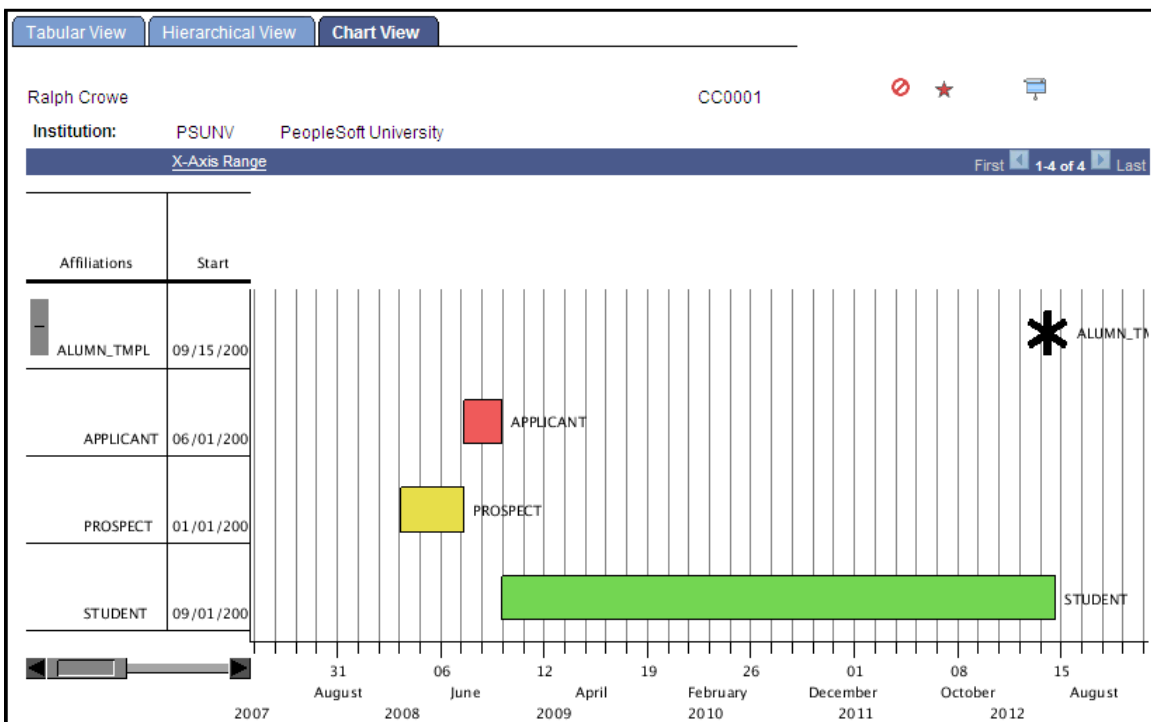 Tabular View Hierarchical View Chart View
Ralph Crowe CC0001
Institution: PSUNV PeopleSoft University
X-Axis Range First 1-4 of 4 Last
Affiliations Start
ALUMN_TMPL 09/15/200 ALUMN_TM
APPLICANT 06/01/200 APPLICANT
PROSPECT 01/01/200 PROSPECT
STUDENT 09/01/200 STUDENT
31 06 12 19 26 01 08 15
August June April February December October August
2007 2008 2009 2010 2011 2012